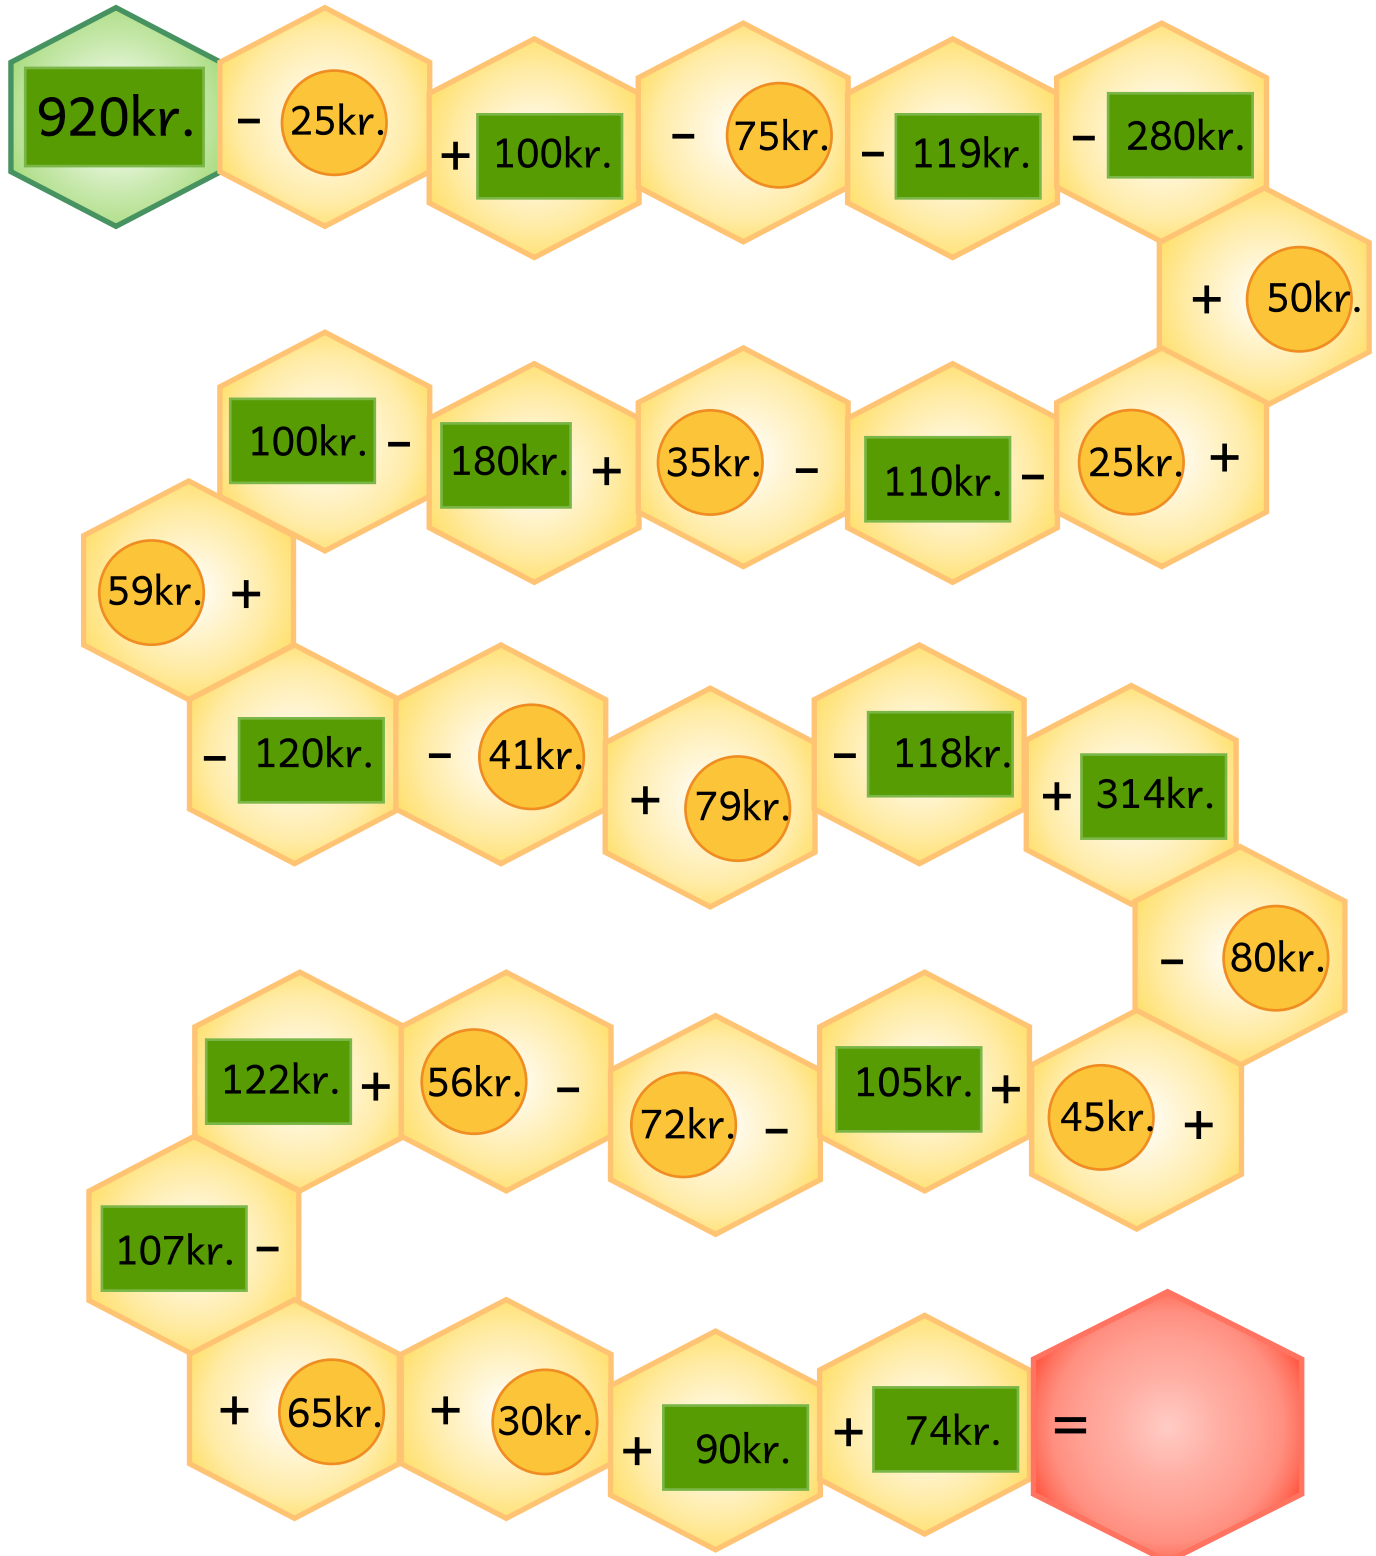 920kr.
- 25kr.
+ 100kr.
- 75kr.
- 119kr.
- 280kr.
+ 50kr.
25kr. +
110kr. -
35kr. -
180kr. +
100kr. -
59kr. +
- 120kr.
- 41kr.
+ 79kr.
- 118kr.
+ 314kr.
- 80kr.
45kr. +
105kr. +
72kr. -
56kr. -
122kr. +
107kr. -
+ 65kr.
+ 30kr.
+ 90kr.
+ 74kr.
=